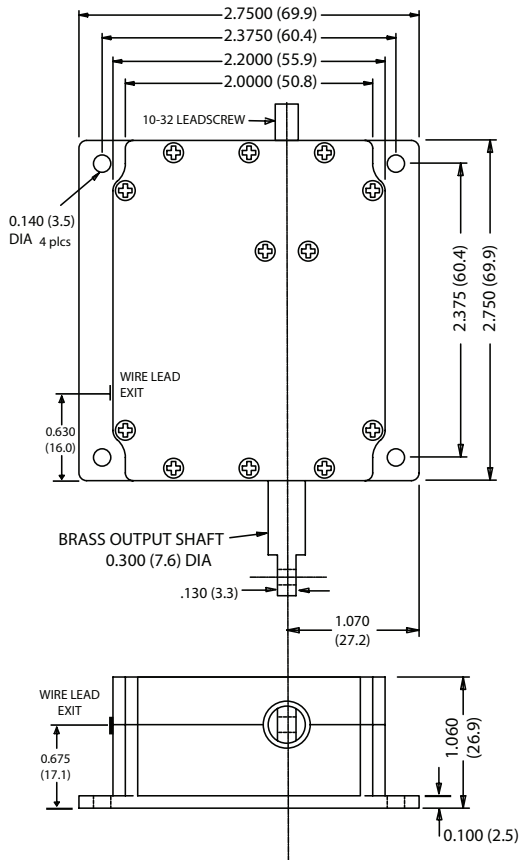 2.7500 (69.9)
2.3750 (60.4)
2.2000 (55.9)
2.0000 (50.8)
10-32 LEADSCREW
0.140 (3.5)
DIA 4 plcs
2.375 (60.4)
2.750 (69.9)
WIRE LEAD
EXIT
0.630
(16.0)
BRASS OUTPUT SHAFT
0.300 (7.6) DIA
.130 (3.3)
1.070
(27.2)
WIRE LEAD
EXIT
0.675
(17.1)
1.060
(26.9)
0.100 (2.5)